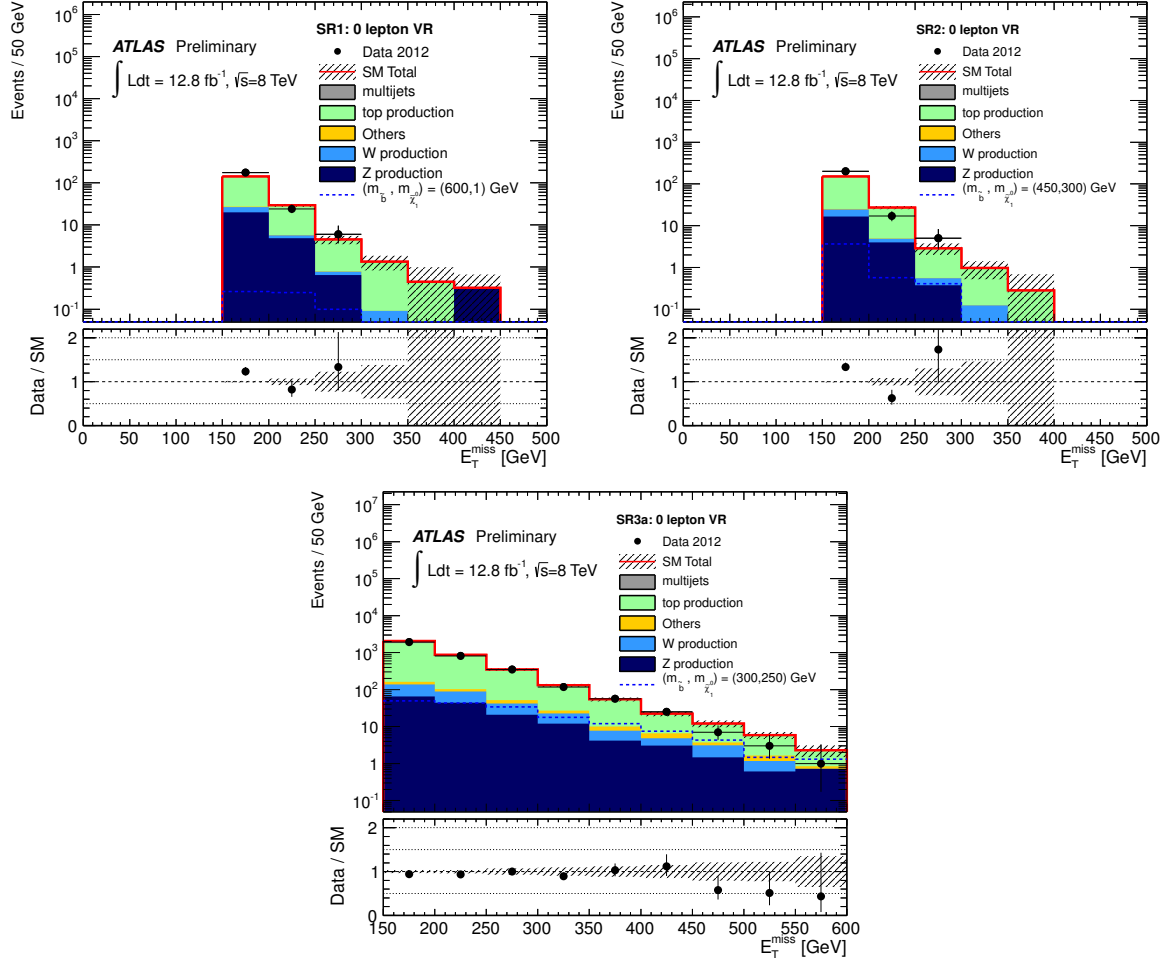 SR1: 0 lepton VR
ATLAS Preliminary
∫ Ldt = 12.8 fb⁻¹, √s=8 TeV
Data 2012
SM Total
multijets
top production
Others
W production
Z production
(m_b̃, m_χ̃₁⁰) = (600,1) GeV
Events / 50 GeV
10⁶
10⁵
10⁴
10³
10²
10
1
10⁻¹
Data / SM
2
1
0
0 50 100 150 200 250 300 350 400 450 500
E_T^miss [GeV]
SR2: 0 lepton VR
ATLAS Preliminary
∫ Ldt = 12.8 fb⁻¹, √s=8 TeV
Data 2012
SM Total
multijets
top production
Others
W production
Z production
(m_b̃, m_χ̃₁⁰) = (450,300) GeV
Events / 50 GeV
10⁶
10⁵
10⁴
10³
10²
10
1
10⁻¹
Data / SM
2
1
0
0 50 100 150 200 250 300 350 400 450 500
E_T^miss [GeV]
SR3a: 0 lepton VR
ATLAS Preliminary
∫ Ldt = 12.8 fb⁻¹, √s=8 TeV
Data 2012
SM Total
multijets
top production
Others
W production
Z production
(m_b̃, m_χ̃₁⁰) = (300,250) GeV
Events / 50 GeV
10⁷
10⁶
10⁵
10⁴
10³
10²
10
1
10⁻¹
Data / SM
2
1
0
150 200 250 300 350 400 450 500 550 600
E_T^miss [GeV]